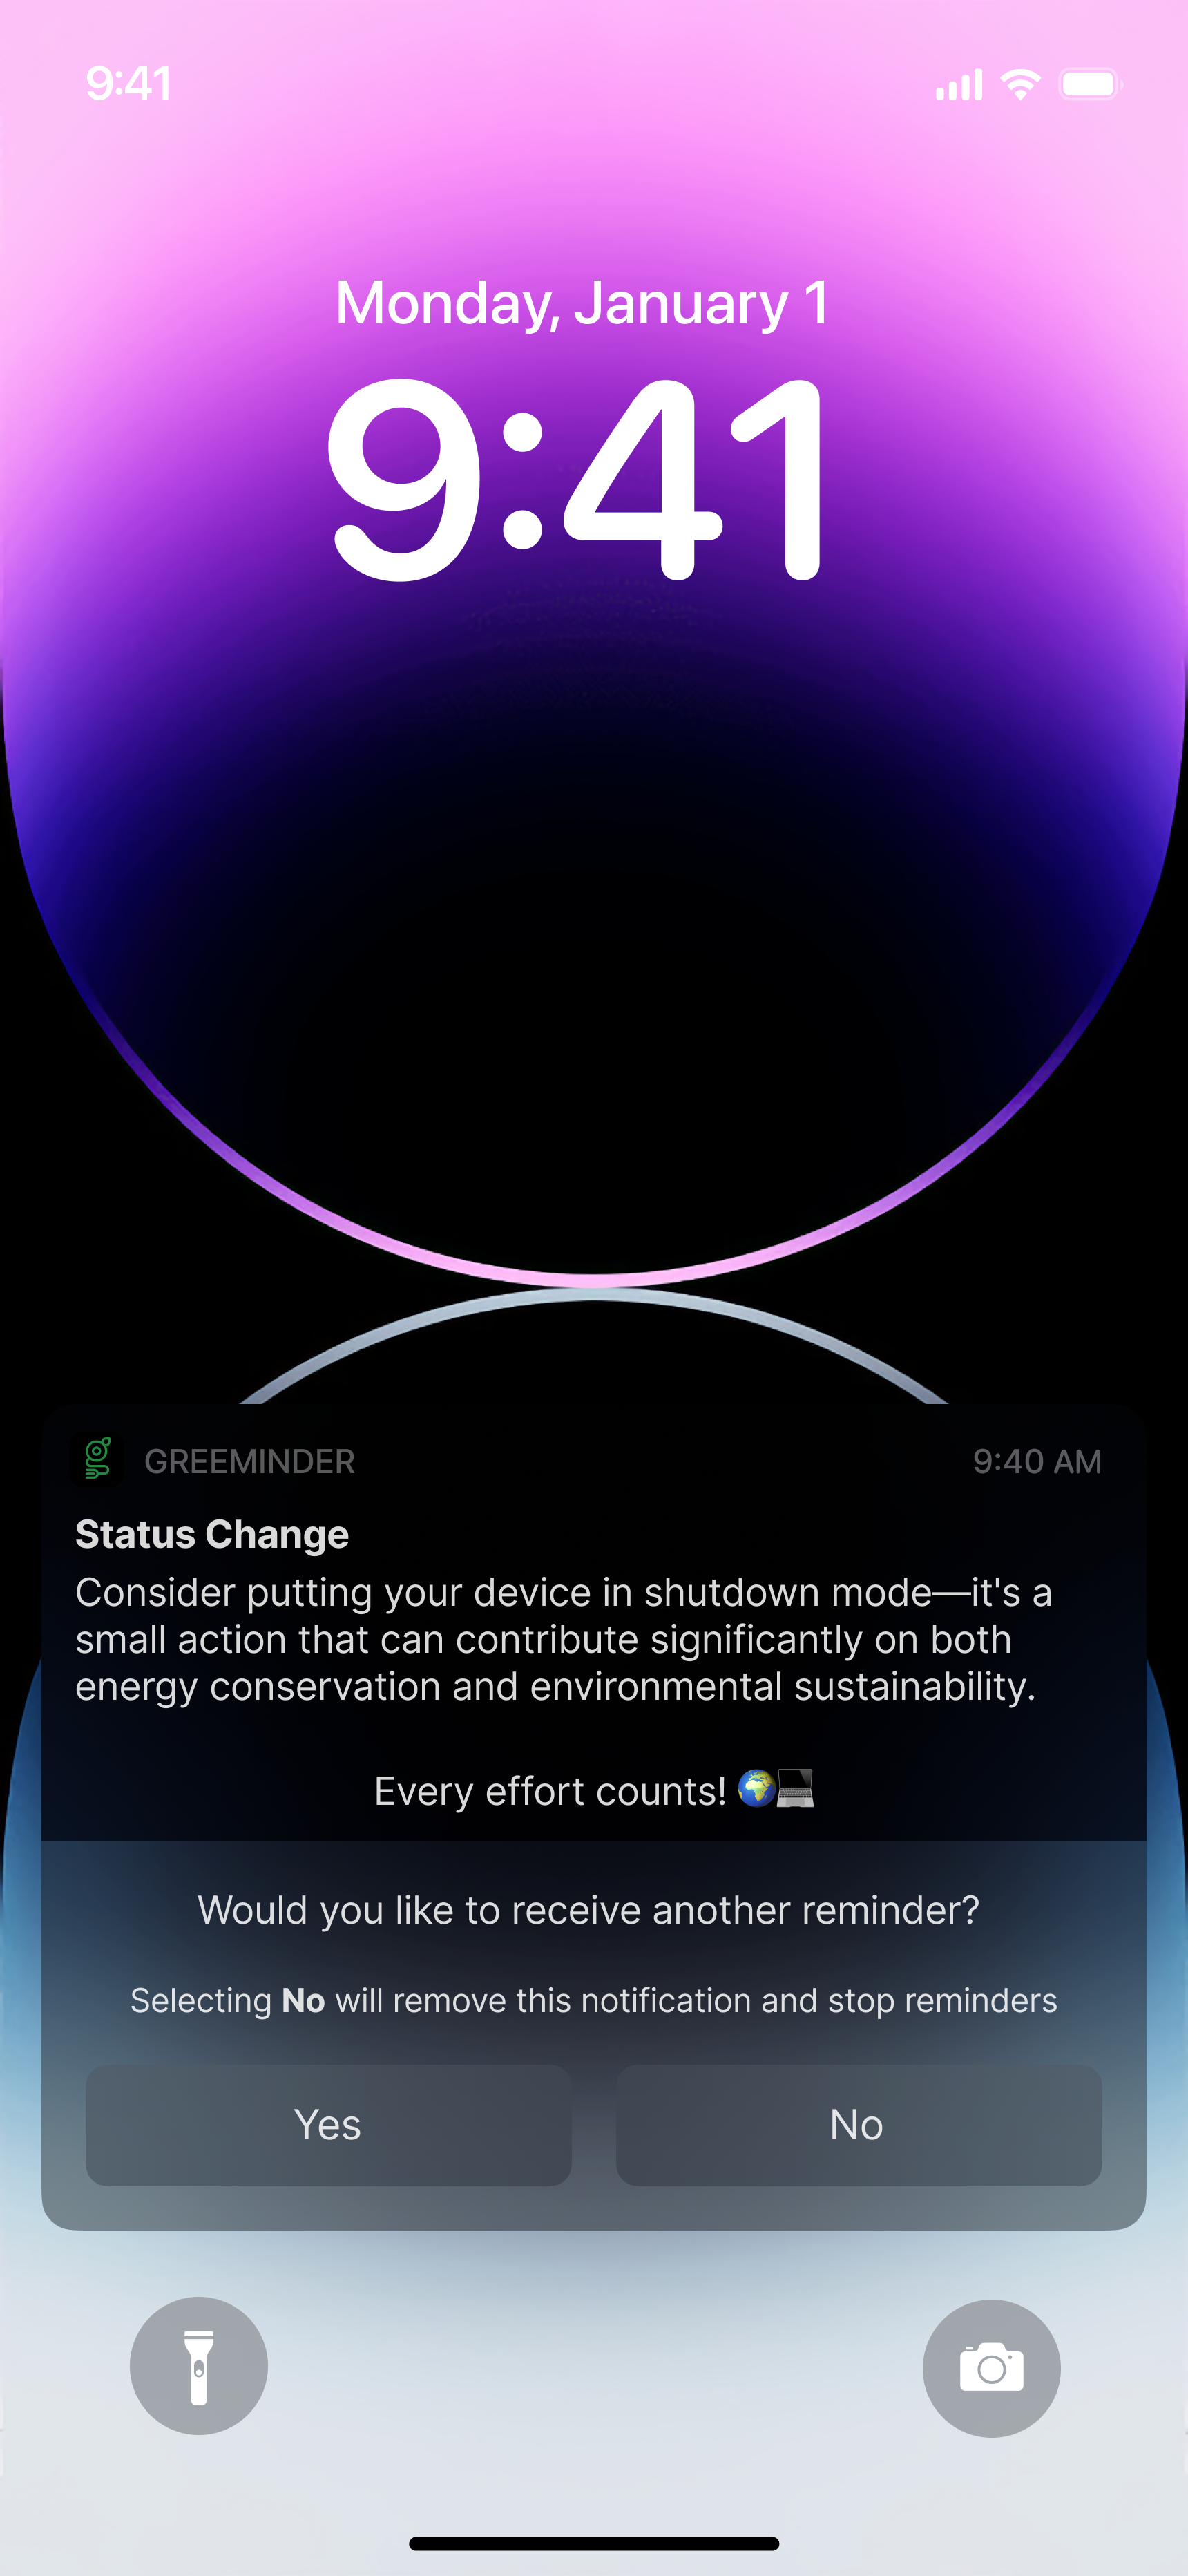 9:41
Monday, January 1
9:41
GREEMINDER
9:40 AM
Status Change
Consider putting your device in shutdown mode—it's a
small action that can contribute significantly on both
energy conservation and environmental sustainability.
Every effort counts! 🌍💻
Would you like to receive another reminder?
Selecting No will remove this notification and stop reminders
Yes
No